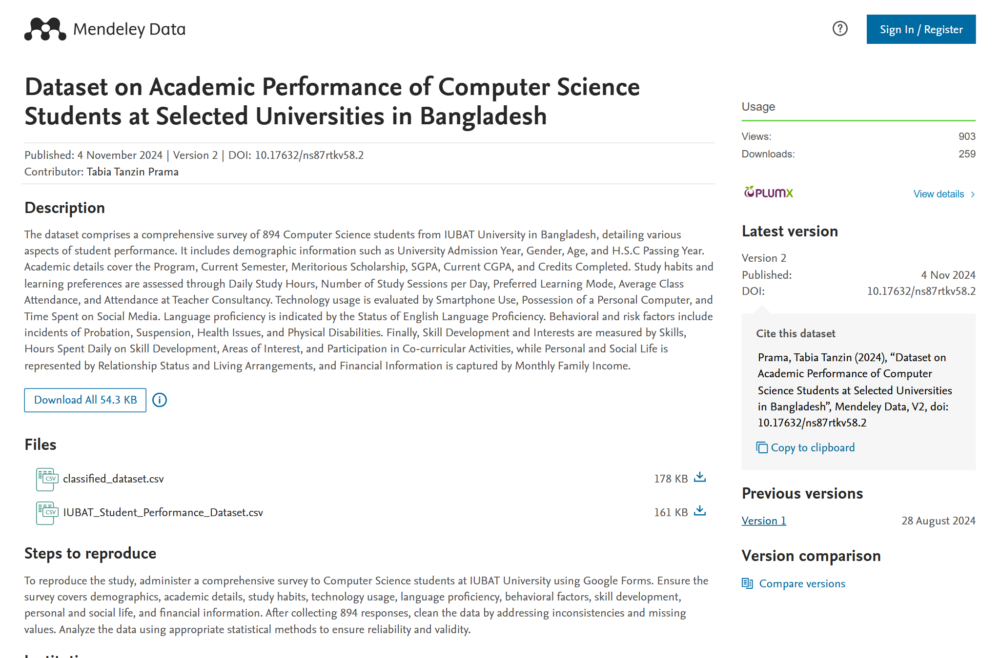 Mendeley Data
?
Sign In / Register
Dataset on Academic Performance of Computer Science
Students at Selected Universities in Bangladesh
Published: 4 November 2024 | Version 2 | DOI: 10.17632/ns87rtkv58.2
Contributor: Tabia Tanzin Prama
Description
The dataset comprises a comprehensive survey of 894 Computer Science students from IUBAT University in Bangladesh, detailing various
aspects of student performance. It includes demographic information such as University Admission Year, Gender, Age, and H.S.C Passing Year.
Academic details cover the Program, Current Semester, Meritorious Scholarship, SGPA, Current CGPA, and Credits Completed. Study habits and
learning preferences are assessed through Daily Study Hours, Number of Study Sessions per Day, Preferred Learning Mode, Average Class
Attendance, and Attendance at Teacher Consultancy. Technology usage is evaluated by Smartphone Use, Possession of a Personal Computer, and
Time Spent on Social Media. Language proficiency is indicated by the Status of English Language Proficiency. Behavioral and risk factors include
incidents of Probation, Suspension, Health Issues, and Physical Disabilities. Finally, Skill Development and Interests are measured by Skills,
Hours Spent Daily on Skill Development, Areas of Interest, and Participation in Co-curricular Activities, while Personal and Social Life is
represented by Relationship Status and Living Arrangements, and Financial Information is captured by Monthly Family Income.
Download All 54.3 KB
Files
CSV classified_dataset.csv 178 KB
CSV IUBAT_Student_Performance_Dataset.csv 161 KB
Steps to reproduce
To reproduce the study, administer a comprehensive survey to Computer Science students at IUBAT University using Google Forms. Ensure the
survey covers demographics, academic details, study habits, technology usage, language proficiency, behavioral factors, skill development,
personal and social life, and financial information. After collecting 894 responses, clean the data by addressing inconsistencies and missing
values. Analyze the data using appropriate statistical methods to ensure reliability and validity.
Usage
Views: 903
Downloads: 259
PLUMX View details
Latest version
Version 2
Published: 4 Nov 2024
DOI: 10.17632/ns87rtkv58.2
Cite this dataset
Prama, Tabia Tanzin (2024), “Dataset on
Academic Performance of Computer
Science Students at Selected Universities
in Bangladesh”, Mendeley Data, V2, doi:
10.17632/ns87rtkv58.2
Copy to clipboard
Previous versions
Version 1 28 August 2024
Version comparison
Compare versions